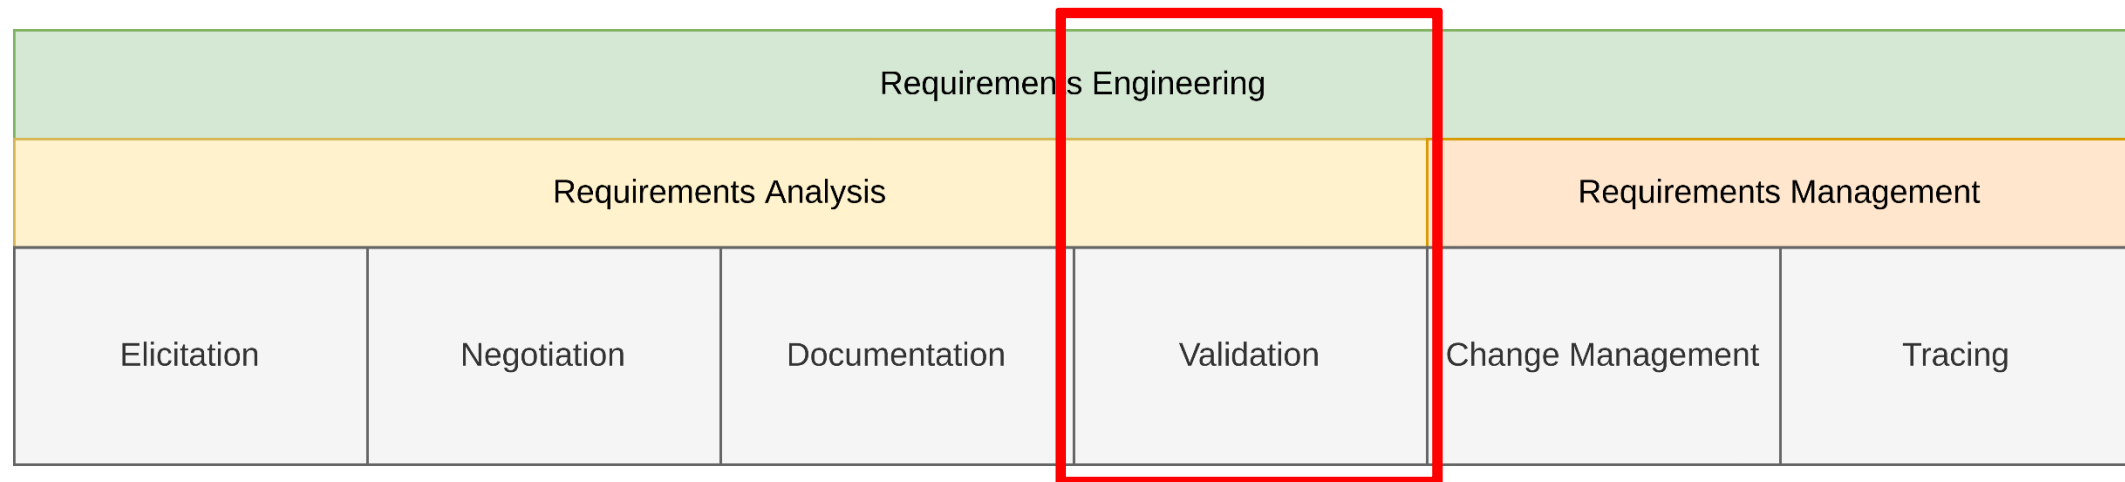 Requirements Engineering
Requirements Analysis
Requirements Management
Elicitation
Negotiation
Documentation
Validation
Change Management
Tracing